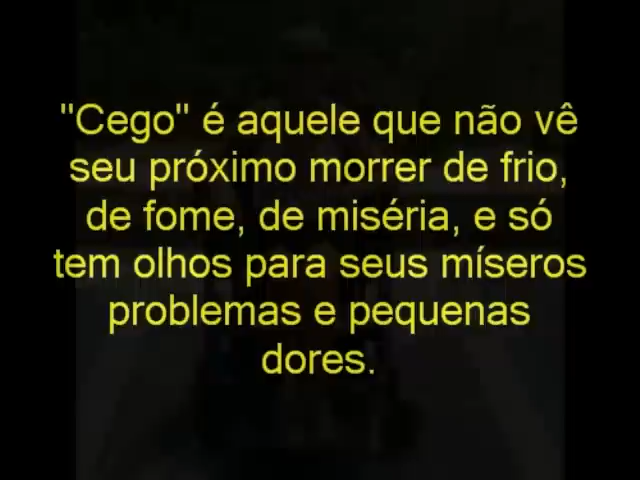 "Cego" é aquele que não vê
seu próximo morrer de frio,
de fome, de miséria, e só
tem olhos para seus míseros
problemas e pequenas
dores.